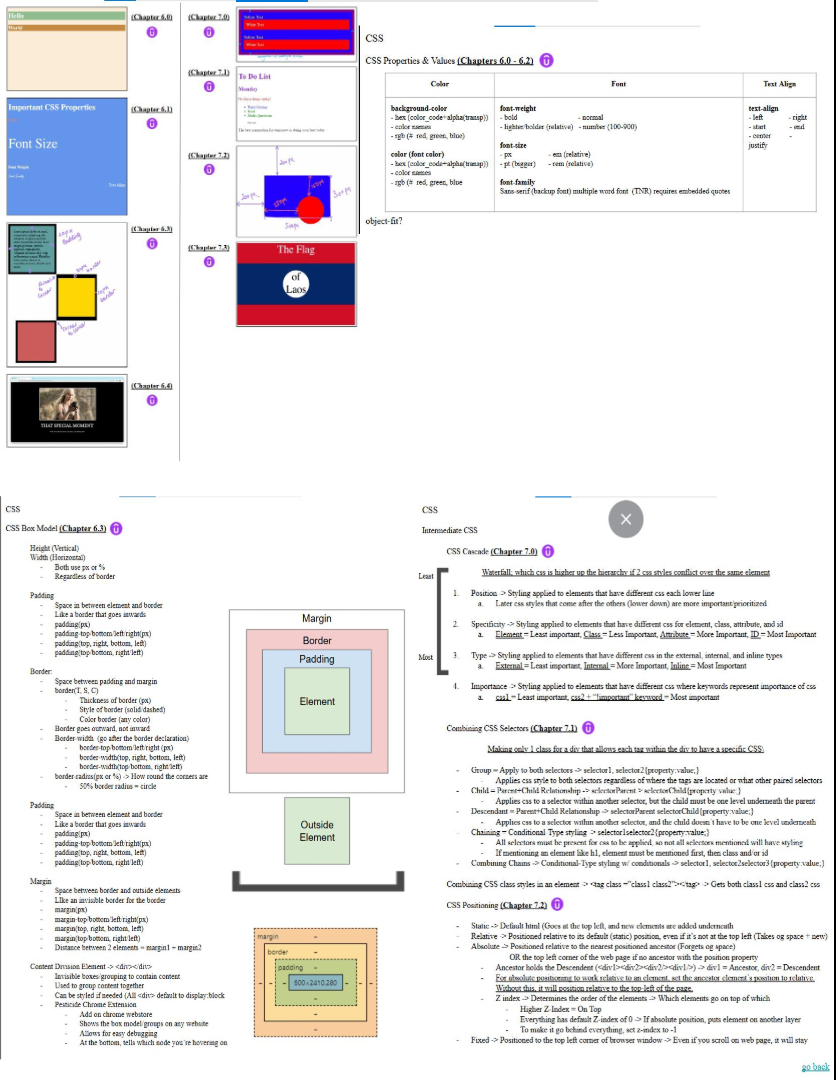 Hello
World
(Chapter 6.0)
Important CSS Properties
Font Size
Font Weight
Font Family
Text Align
(Chapter 6.1)
(Chapter 6.3)
THAT SPECIAL MOMENT
(Chapter 6.4)
(Chapter 7.0)
Yellow Text
White Text
Yellow Text
White Text
(Chapter 7.1)
To Do List
Monday
(Chapter 7.2)
(Chapter 7.3)
The Flag
of
Laos
CSS
CSS Properties & Values (Chapters 6.0 - 6.2)
Color Font Text Align
background-color
- hex (color_code+alpha(transp))
- color names
- rgb (# red, green, blue)
color (font color)
- hex (color_code+alpha(transp))
- color names
- rgb (# red, green, blue
font-weight
- bold - normal
- lighter/bolder (relative) - number (100-900)
font-size
- px - em (relative)
- pt (bigger) - rem (relative)
font-family
Sans-serif (backup font) multiple word font (TNR) requires embedded quotes
text-align
- left - right
- start - end
- center -
justify
object-fit?
CSS
CSS Box Model (Chapter 6.3)
Height (Vertical)
Width (Horizontal)
- Both use px or %
- Regardless of border
Padding
- Space in between element and border
- Like a border that goes inwards
- padding(px)
- padding-top/bottom/left/right(px)
- padding(top, right, bottom, left)
- padding(top/bottom, right/left)
Border:
- Space between padding and margin
- border(T, S, C)
- Thickness of border (px)
- Style of border (solid/dashed)
- Color border (any color)
- Border goes outward, not inward
- Border-width (go after the border declaration)
- border-top/bottom/left/right (px)
- border-width(top, right, bottom, left)
- border-width(top/bottom, right/left)
- border-radius(px or %) -> How round the corners are
- 50% border radius = circle
Padding
- Space in between element and border
- Like a border that goes inwards
- padding(px)
- padding-top/bottom/left/right(px)
- padding(top, right, bottom, left)
- padding(top/bottom, right/left)
Margin
- Space between border and outside elements
- LIke an invisible border for the border
- margin(px)
- margin-top/bottom/left/right(px)
- margin(top, right, bottom, left)
- margin(top/bottom, right/left)
- Distance between 2 elements = margin1 + margin2
Content Division Element -> <div></div>
- Invisible boxes/grouping to contain content
- Used to group content together
- Can be styled if needed (All <div> default to display:block
- Pesticide Chrome Extension
- Add on chrome webstore
- Shows the box model/groups on any website
- Allows for easy debugging
- At the bottom, tells which node you're hovering on
Margin
Border
Padding
Element
Outside
Element
margin -
border -
padding -
- - - 600×2410.280 - - -
-
-
-
CSS
Intermediate CSS
CSS Cascade (Chapter 7.0)
Least
Waterfall; which css is higher up the hierarchy if 2 css styles conflict over the same element
1. Position -> Styling applied to elements that have different css each lower line
a. Later css styles that come after the others (lower down) are more important/prioritized
2. Specificity -> Styling applied to elements that have different css for element, class, attribute, and id
a. Element = Least important, Class = Less Important, Attribute = More Important, ID = Most Important
Most
3. Type -> Styling applied to elements that have different css in the external, internal, and inline types
a. External = Least important, Internal = More Important, Inline = Most Important
4. Importance -> Styling applied to elements that have different css where keywords represent importance of css
a. css1 = Least important, css2 + "!important" keyword = Most important
Combining CSS Selectors (Chapter 7.1)
Making only 1 class for a div that allows each tag within the div to have a specific CSS\
- Group = Apply to both selectors -> selector1, selector2{property:value;}
- Applies css style to both selectors regardless of where the tags are located or what other paired selectors
- Child = Parent+Child Relationship -> selectorParent > selectorChild{property:value;}
- Applies css to a selector within another selector, but the child must be one level underneath the parent
- Descendant = Parent+Child Relationship -> selectorParent selectorChild{property:value;}
- Applies css to a selector within another selector, and the child doesn't have to be one level underneath
- Chaining = Conditional-Type styling -> selector1selector2{property:value;}
- All selectors must be present for css to be applied, so not all selectors mentioned will have styling
- If mentioning an element like h1, element must be mentioned first, then class and/or id
- Combining Chains -> Conditional-Type styling w/ conditionals -> selector1, selector2selector3{property:value;}
Combining CSS class styles in an element -> <tag class ="class1 class2"></tag> -> Gets both class1 css and class2 css
CSS Positioning (Chapter 7.2)
- Static -> Default html (Goes at the top left, and new elements are added underneath
- Relative -> Positioned relative to its default (static) position, even if it's not at the top left (Takes og space + new)
- Absolute -> Positioned relative to the nearest positioned ancestor (Forgets og space)
OR the top left corner of the web page if no ancestor with the position property
- Ancestor holds the Descendent (<div1><div2><div2/><div1/>) -> div1 = Ancestor, div2 = Descendent
- For absolute positioning to work relative to an element, set the ancestor element's position to relative.
Without this, it will position relative to the top-left of the page.
- Z index -> Determines the order of the elements -> Which elements go on top of which
- Higher Z-Index = On Top
- Everything has default Z-index of 0 -> If absolute position, puts element on another layer
- To make it go behind everything, set z-index to -1
- Fixed -> Positioned to the top left corner of browser window -> Even if you scroll on web page, it will stay
go back